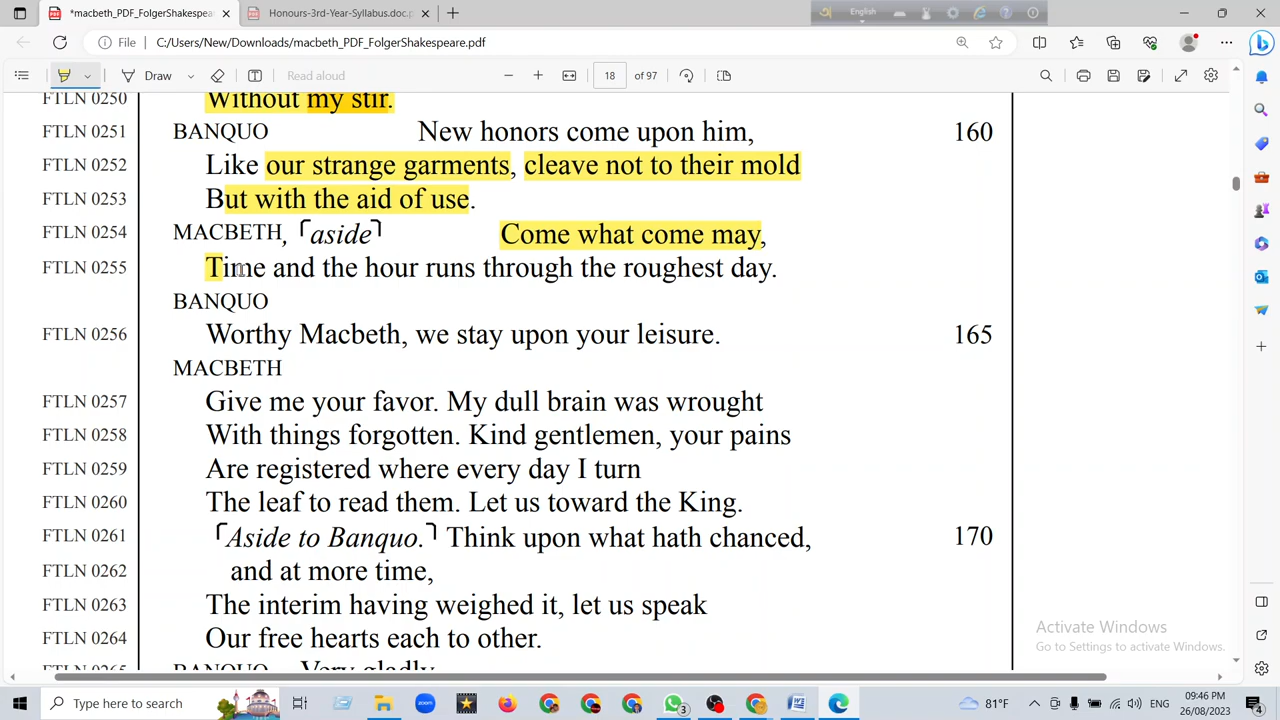 *macbeth_PDF_FolgerShakespeare
Honours-3rd-Year-Syllabus.doc.p
English
File C:/Users/New/Downloads/macbeth_PDF_FolgerShakespeare.pdf
Draw Read aloud 18 of 97
FTLN 0250 Without my stir.
FTLN 0251 BANQUO New honors come upon him, 160
FTLN 0252 Like our strange garments, cleave not to their mold
FTLN 0253 But with the aid of use.
FTLN 0254 MACBETH, ⌜aside⌝ Come what come may,
FTLN 0255 Time and the hour runs through the roughest day.
BANQUO
FTLN 0256 Worthy Macbeth, we stay upon your leisure. 165
MACBETH
FTLN 0257 Give me your favor. My dull brain was wrought
FTLN 0258 With things forgotten. Kind gentlemen, your pains
FTLN 0259 Are registered where every day I turn
FTLN 0260 The leaf to read them. Let us toward the King.
FTLN 0261 ⌜Aside to Banquo.⌝ Think upon what hath chanced, 170
FTLN 0262 and at more time,
FTLN 0263 The interim having weighed it, let us speak
FTLN 0264 Our free hearts each to other.
FTLN 0265 BANQUO Very gladly.
Activate Windows
Go to Settings to activate Windows.
Type here to search
zoom
3
81°F
ENG
09:46 PM
26/08/2023
4